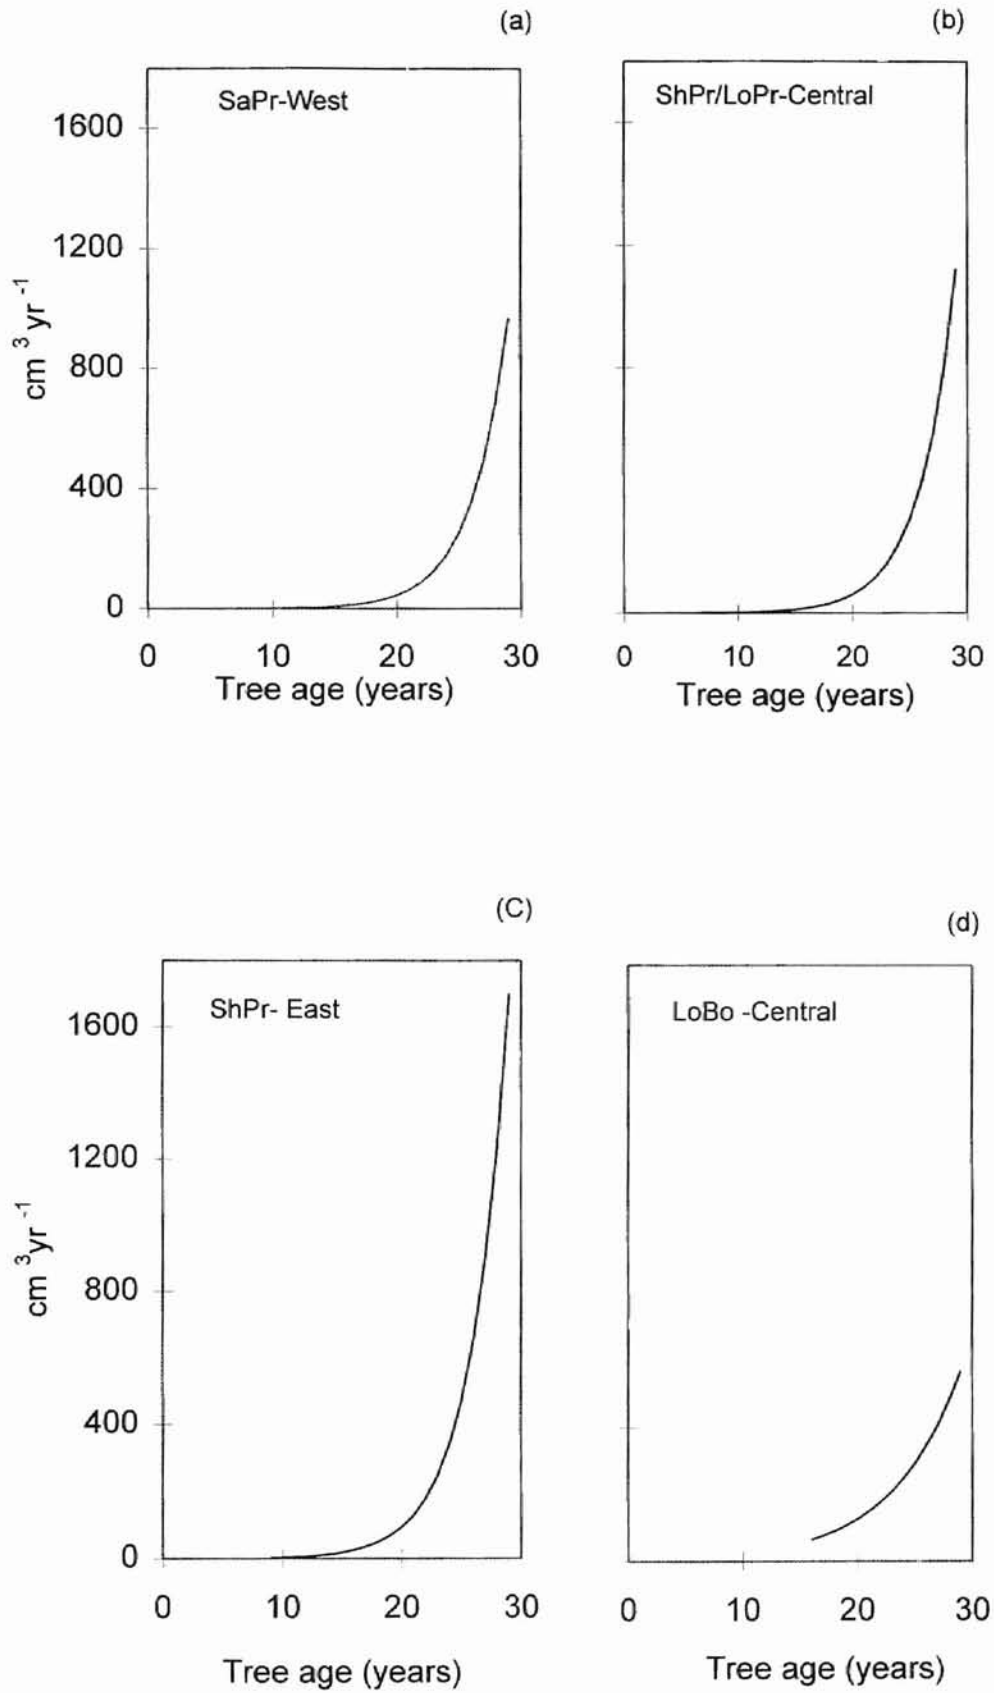 (a)
SaPr-West
1600
1200
800
400
0
cm 3 yr -1
0 10 20 30
Tree age (years)
(b)
ShPr/LoPr-Central
0 10 20 30
Tree age (years)
(C)
ShPr- East
1600
1200
800
400
0
cm 3 yr -1
0 10 20 30
Tree age (years)
(d)
LoBo -Central
0 10 20 30
Tree age (years)